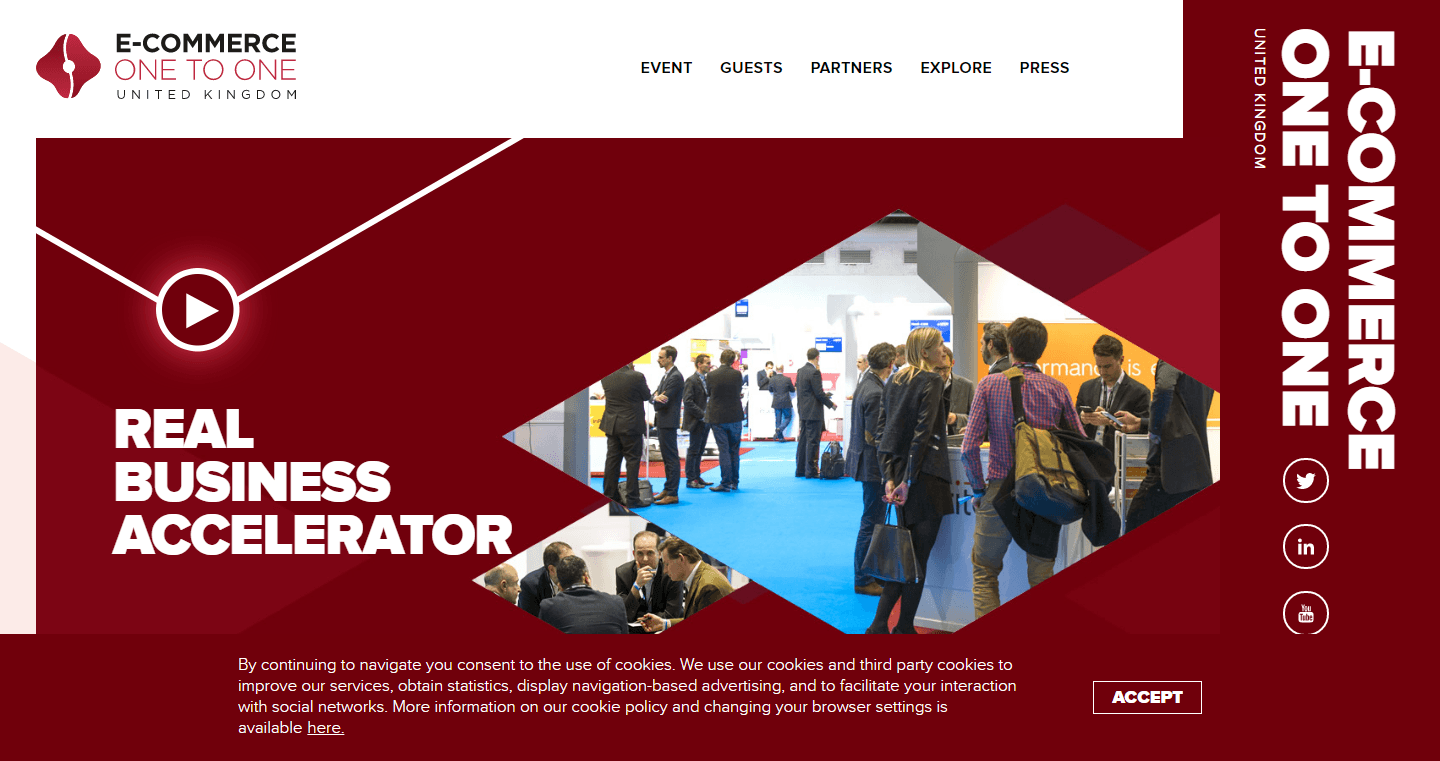 E-COMMERCE
ONE TO ONE
UNITED KINGDOM
EVENT
GUESTS
PARTNERS
EXPLORE
PRESS
E-COMMERCE
ONE TO ONE
UNITED KINGDOM
REAL
BUSINESS
ACCELERATOR
in
You
Tube
By continuing to navigate you consent to the use of cookies. We use our cookies and third party cookies to
improve our services, obtain statistics, display navigation-based advertising, and to facilitate your interaction
with social networks. More information on our cookie policy and changing your browser settings is
available here.
ACCEPT